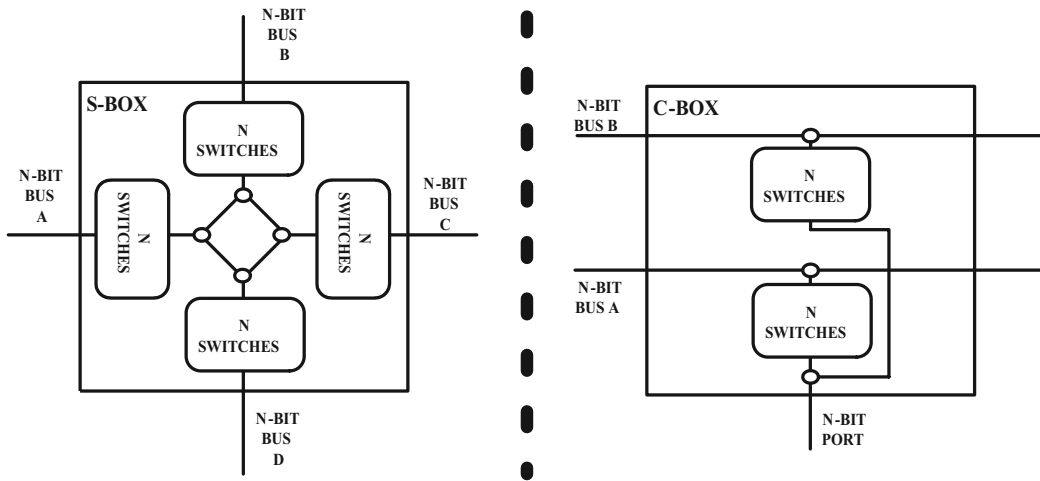 N-BIT
BUS
B
S-BOX
N
SWITCHES
N-BIT
BUS
A
N
SWITCHES
N
SWITCHES
N-BIT
BUS
C
N
SWITCHES
N-BIT
BUS
D
C-BOX
N-BIT
BUS B
N
SWITCHES
N-BIT
BUS A
N
SWITCHES
N-BIT
PORT